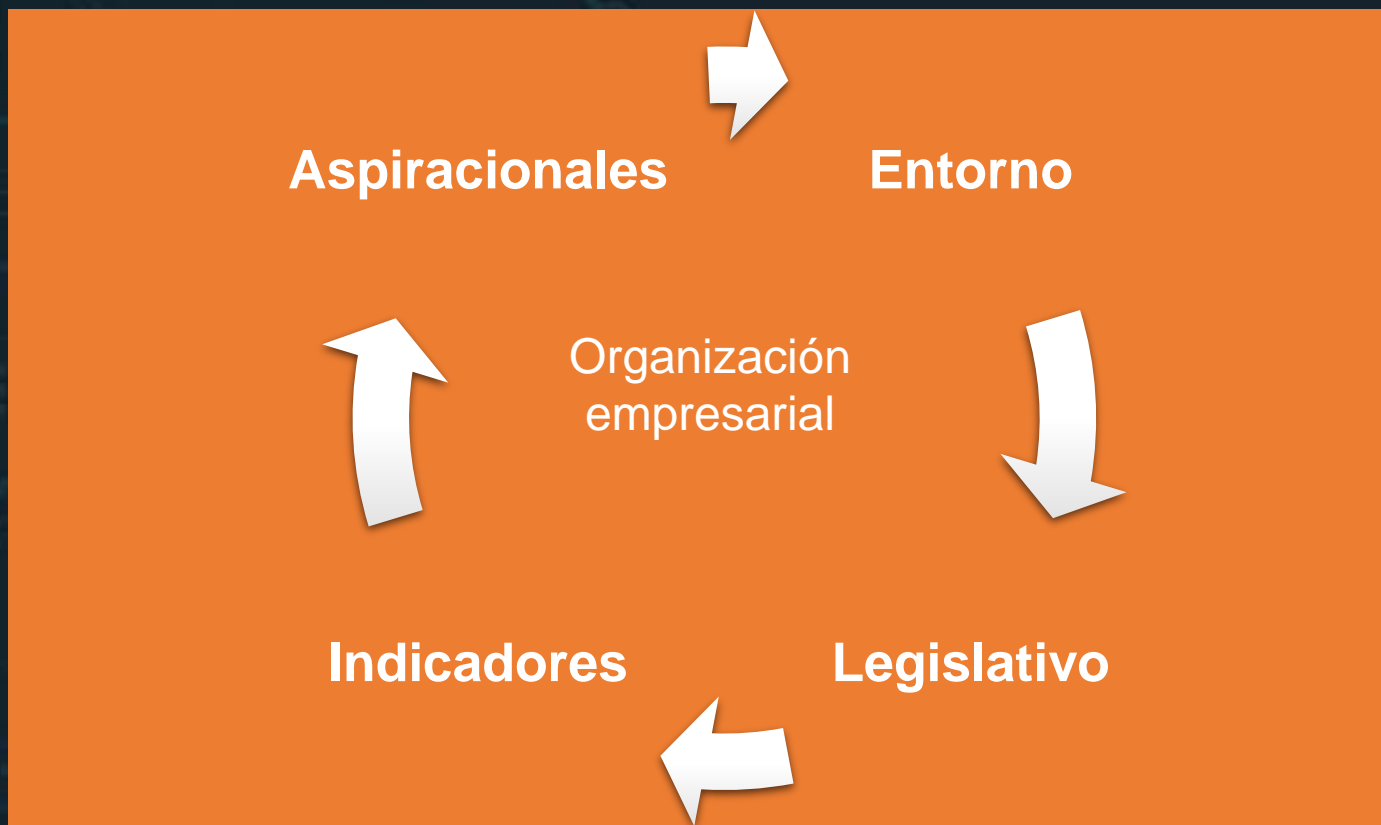 Aspiracionales
Entorno
Organización
empresarial
Indicadores
Legislativo